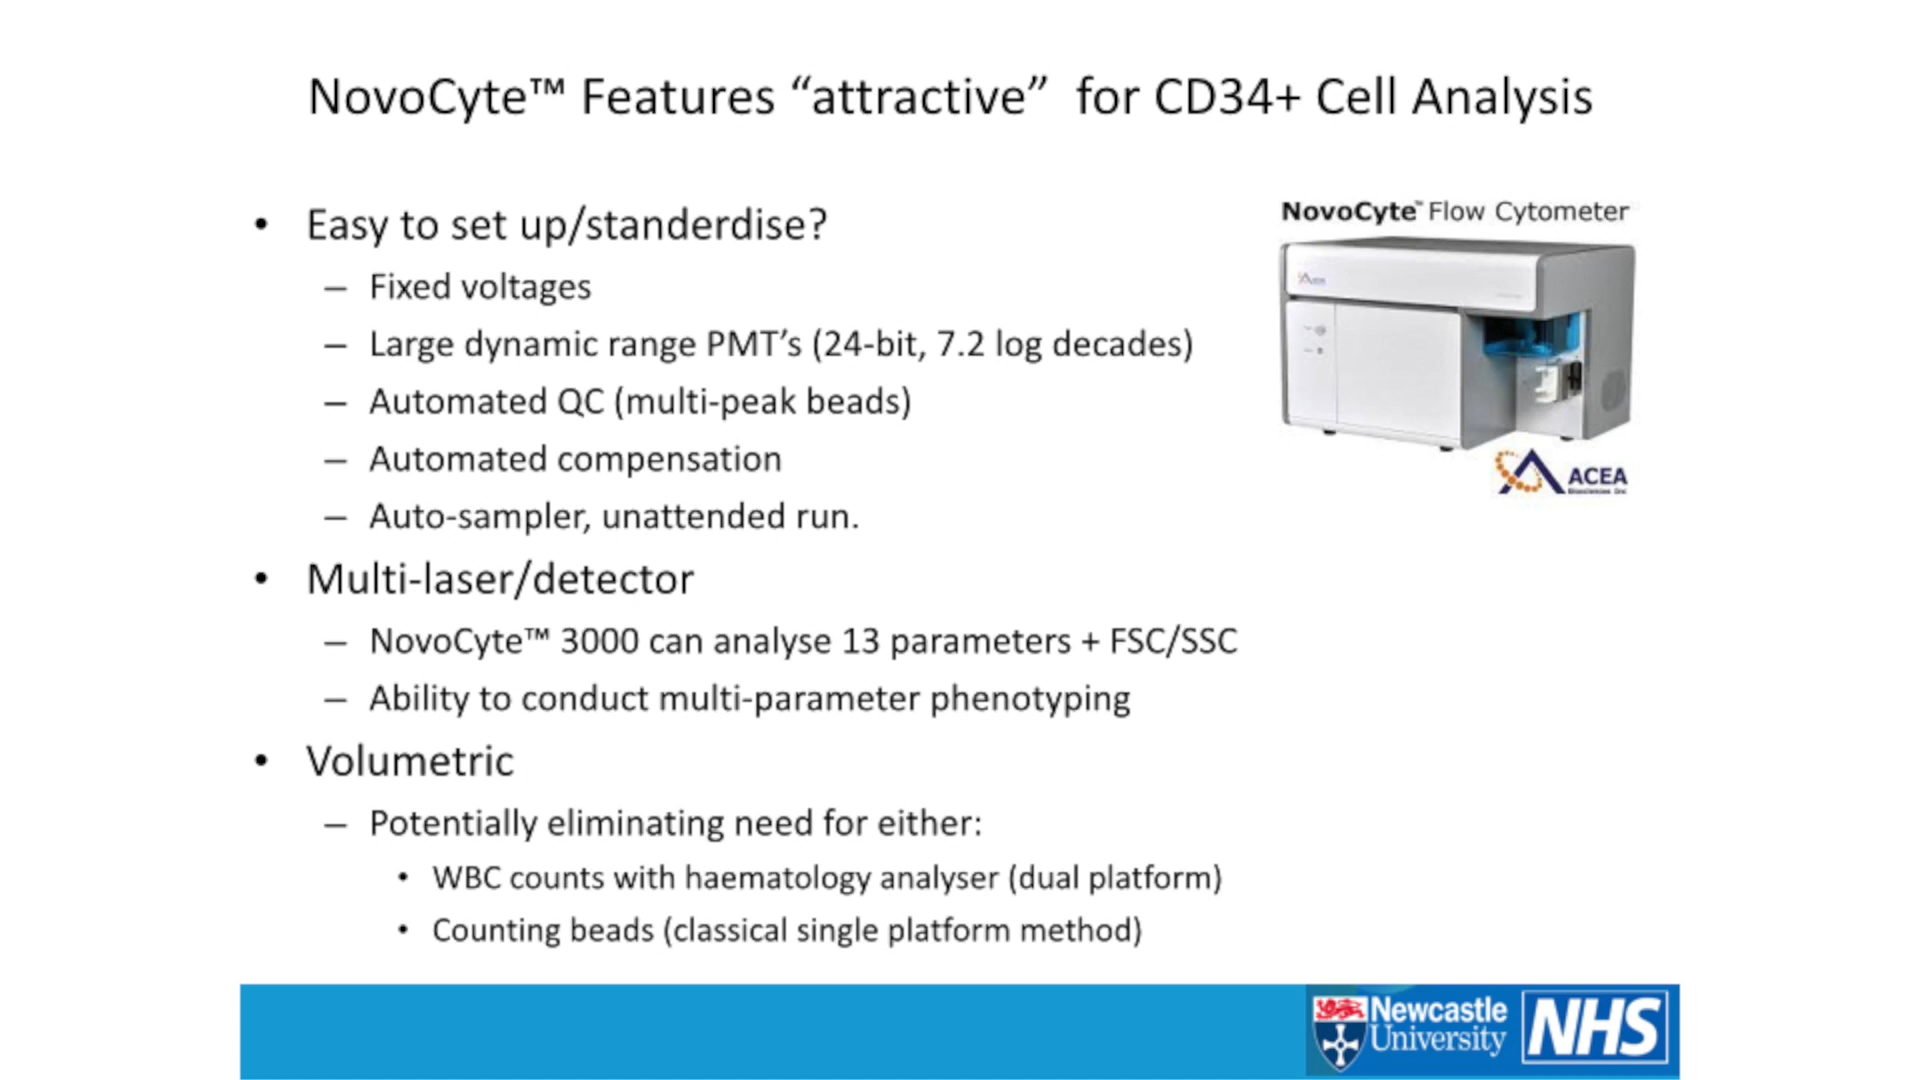 NovoCyte™ Features “attractive”  for CD34+ Cell Analysis
• Easy to set up/standerdise?
– Fixed voltages
– Large dynamic range PMT’s (24-bit, 7.2 log decades)
– Automated QC (multi-peak beads)
– Automated compensation
– Auto-sampler, unattended run.
• Multi-laser/detector
– NovoCyte™ 3000 can analyse 13 parameters + FSC/SSC
– Ability to conduct multi-parameter phenotyping
• Volumetric
– Potentially eliminating need for either:
• WBC counts with haematology analyser (dual platform)
• Counting beads (classical single platform method)
NovoCyte™ Flow Cytometer
ACEA
Biosciences Inc
Newcastle
University
NHS